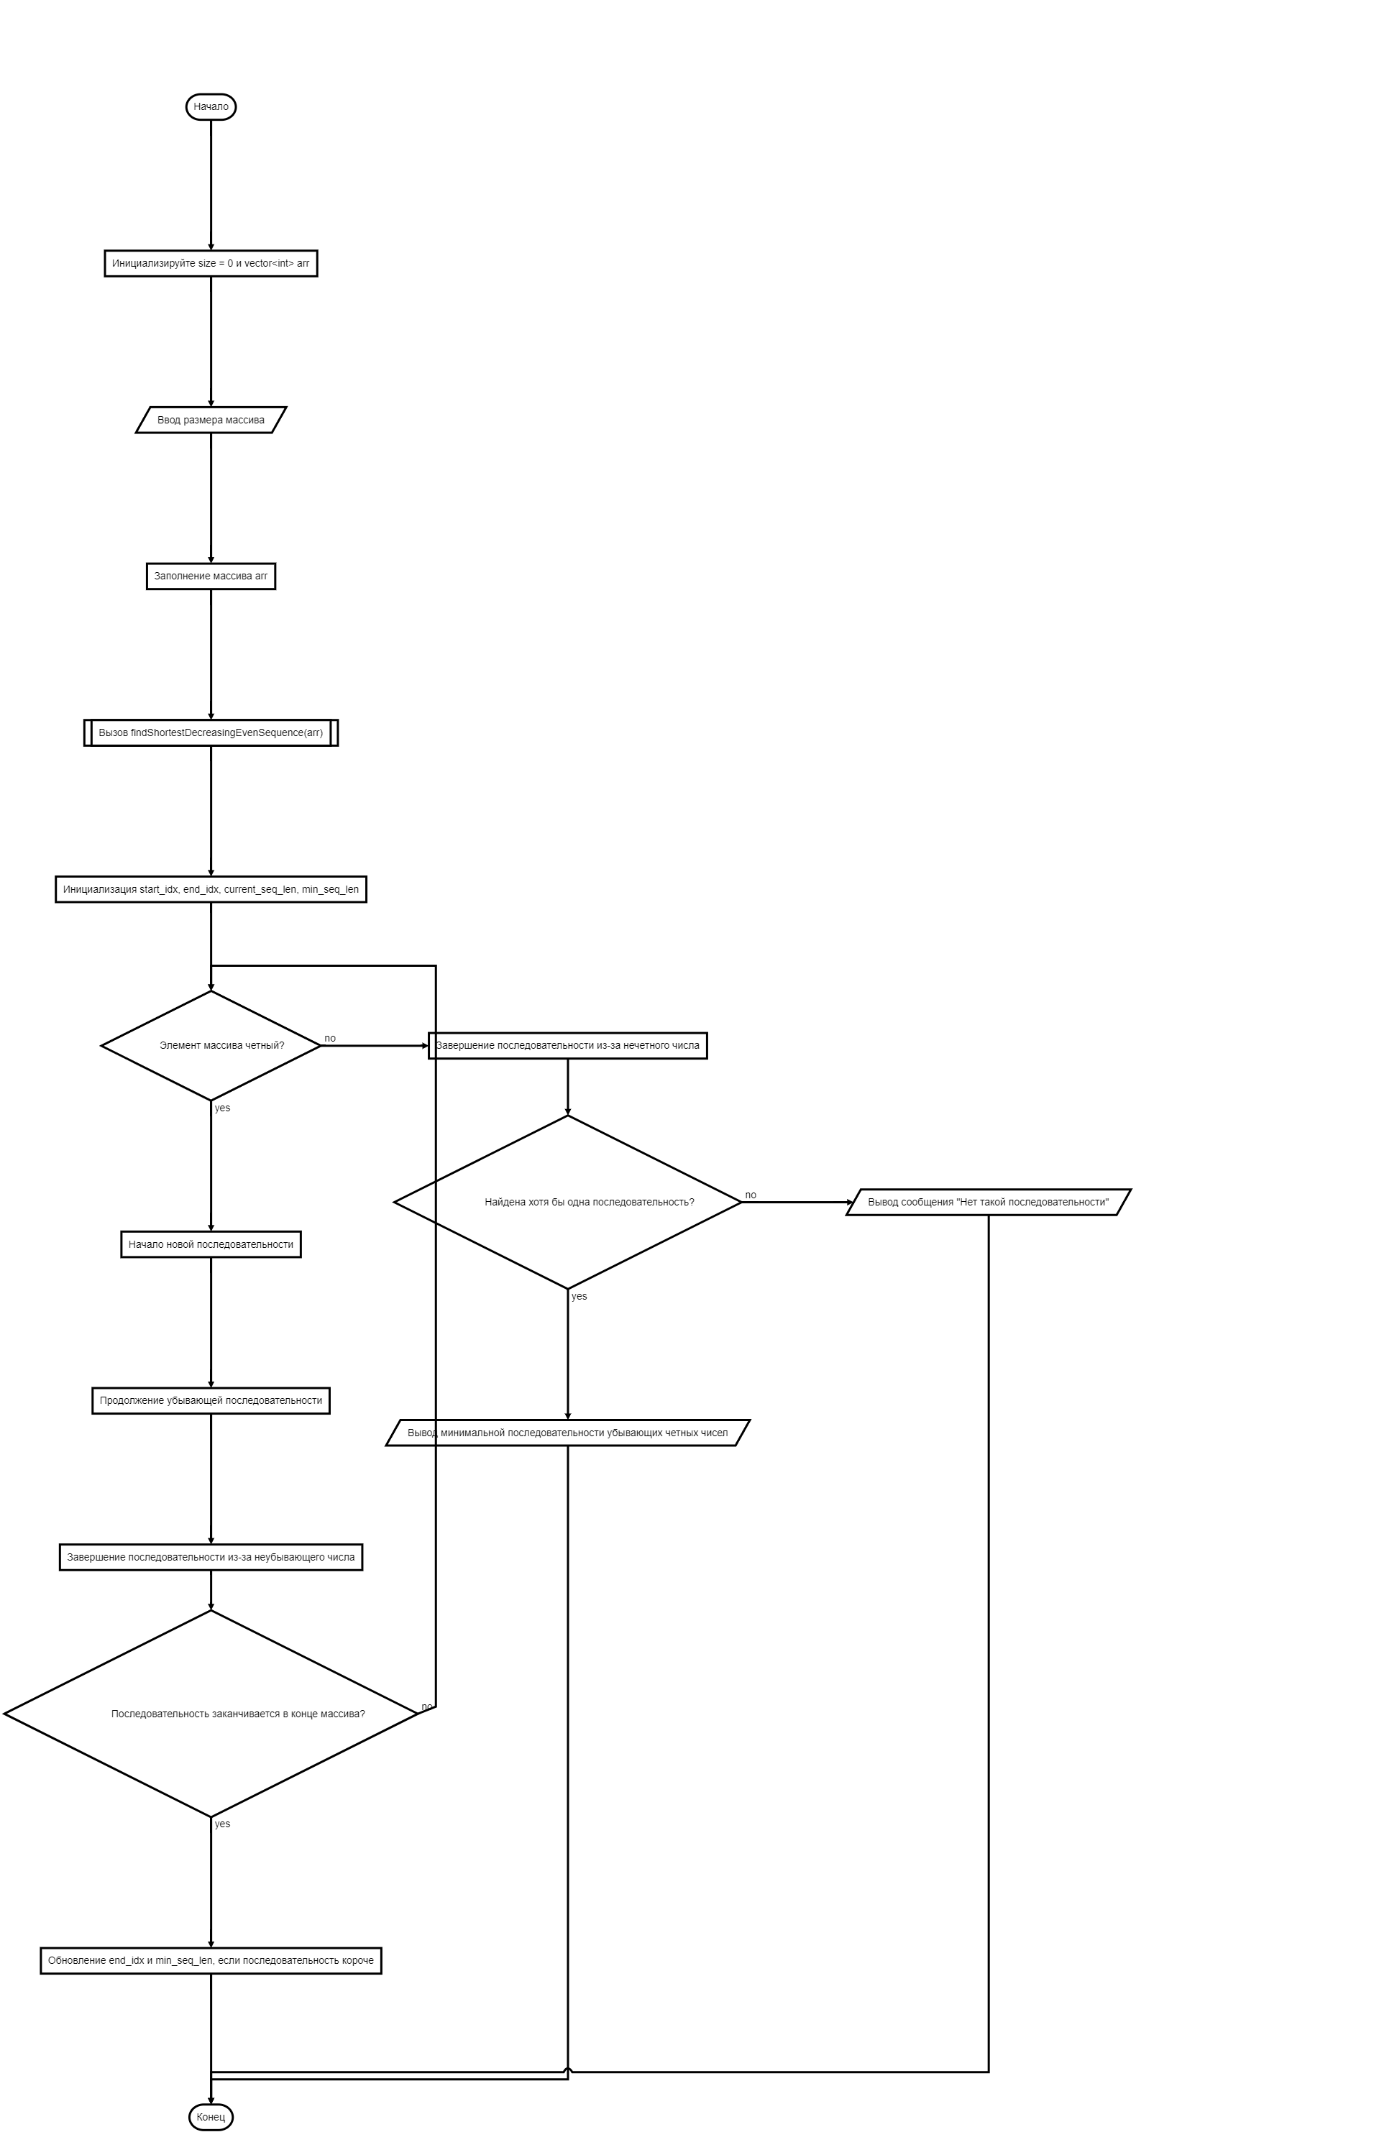 Начало
Инициализируйте size = 0 и vector<int> arr
Ввод размера массива
Заполнение массива arr
Вызов findShortestDecreasingEvenSequence(arr)
Инициализация start_idx, end_idx, current_seq_len, min_seq_len
Элемент массива четный?
no
Завершение последовательности из-за нечетного числа
yes
Найдена хотя бы одна последовательность?
no
Вывод сообщения "Нет такой последовательности"
Начало новой последовательности
yes
Продолжение убывающей последовательности
Вывод минимальной последовательности убывающих четных чисел
Завершение последовательности из-за неубывающего числа
Последовательность заканчивается в конце массива?
no
yes
Обновление end_idx и min_seq_len, если последовательность короче
Конец